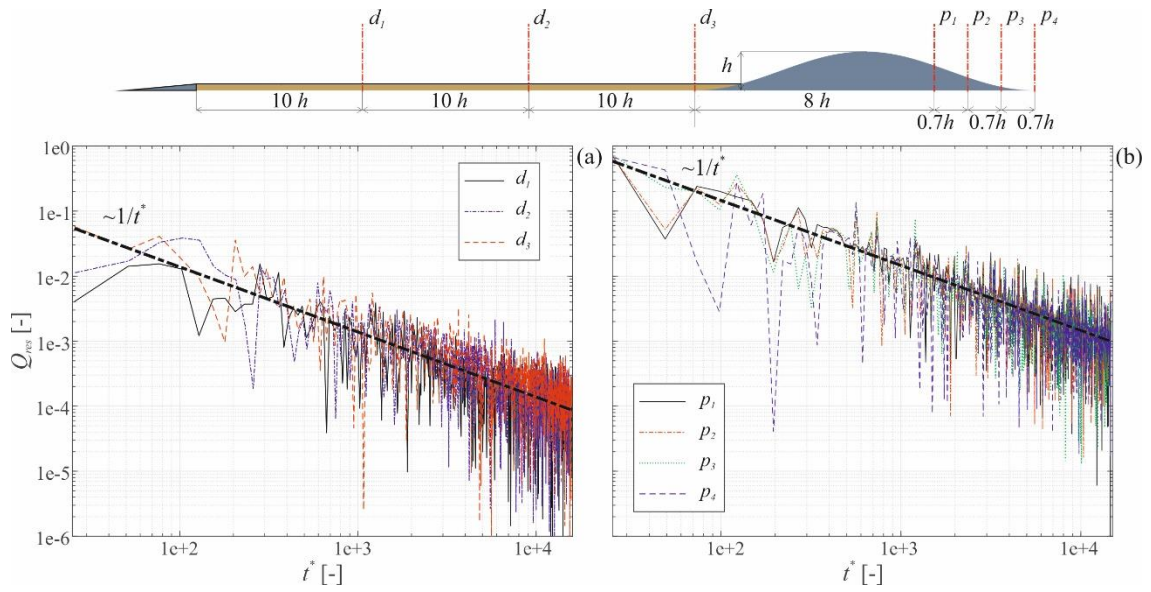 d1 d2 d3 p1 p2 p3 p4
h
10 h 10 h 10 h 8 h
0.7h 0.7h 0.7h
(a) (b)
1e0
1e-1
1e-2
1e-3
1e-4
1e-5
1e-6
Qres [-]
~1/t*
d1
d2
d3
1e+2 1e+3 1e+4
t* [-]
~1/t*
p1
p2
p3
p4
1e+2 1e+3 1e+4
t* [-]